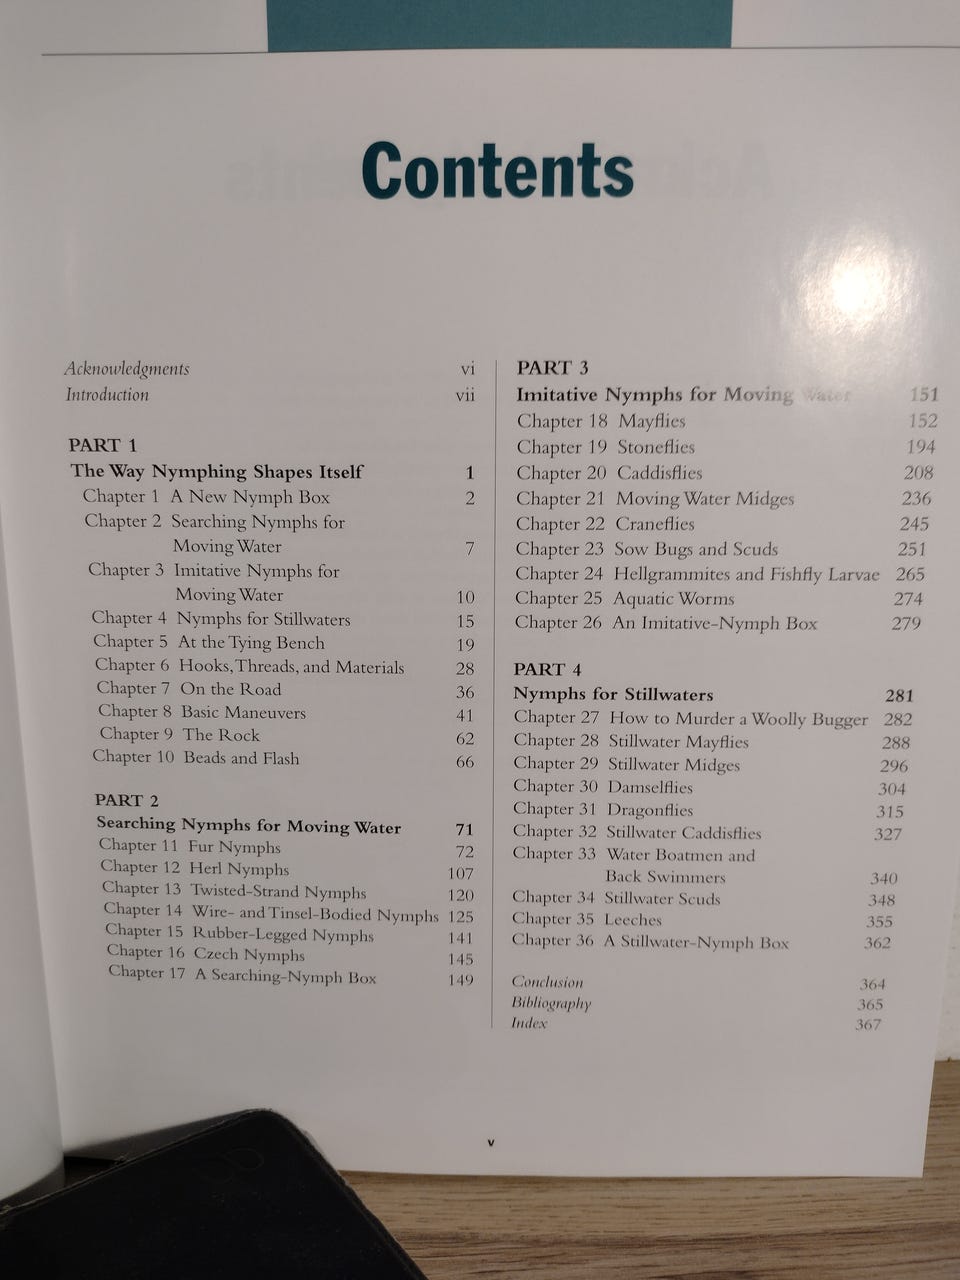 Contents
Acknowledgments vi
Introduction vii
PART 1
The Way Nymphing Shapes Itself 1
Chapter 1 A New Nymph Box 2
Chapter 2 Searching Nymphs for
Moving Water 7
Chapter 3 Imitative Nymphs for
Moving Water 10
Chapter 4 Nymphs for Stillwaters 15
Chapter 5 At the Tying Bench 19
Chapter 6 Hooks, Threads, and Materials 28
Chapter 7 On the Road 36
Chapter 8 Basic Maneuvers 41
Chapter 9 The Rock 62
Chapter 10 Beads and Flash 66
PART 2
Searching Nymphs for Moving Water 71
Chapter 11 Fur Nymphs 72
Chapter 12 Herl Nymphs 107
Chapter 13 Twisted-Strand Nymphs 120
Chapter 14 Wire- and Tinsel-Bodied Nymphs 125
Chapter 15 Rubber-Legged Nymphs 141
Chapter 16 Czech Nymphs 145
Chapter 17 A Searching-Nymph Box 149
PART 3
Imitative Nymphs for Moving Water 151
Chapter 18 Mayflies 152
Chapter 19 Stoneflies 194
Chapter 20 Caddisflies 208
Chapter 21 Moving Water Midges 236
Chapter 22 Craneflies 245
Chapter 23 Sow Bugs and Scuds 251
Chapter 24 Hellgrammites and Fishfly Larvae 265
Chapter 25 Aquatic Worms 274
Chapter 26 An Imitative-Nymph Box 279
PART 4
Nymphs for Stillwaters 281
Chapter 27 How to Murder a Woolly Bugger 282
Chapter 28 Stillwater Mayflies 288
Chapter 29 Stillwater Midges 296
Chapter 30 Damselflies 304
Chapter 31 Dragonflies 315
Chapter 32 Stillwater Caddisflies 327
Chapter 33 Water Boatmen and
Back Swimmers 340
Chapter 34 Stillwater Scuds 348
Chapter 35 Leeches 355
Chapter 36 A Stillwater-Nymph Box 362
Conclusion 364
Bibliography 365
Index 367
v